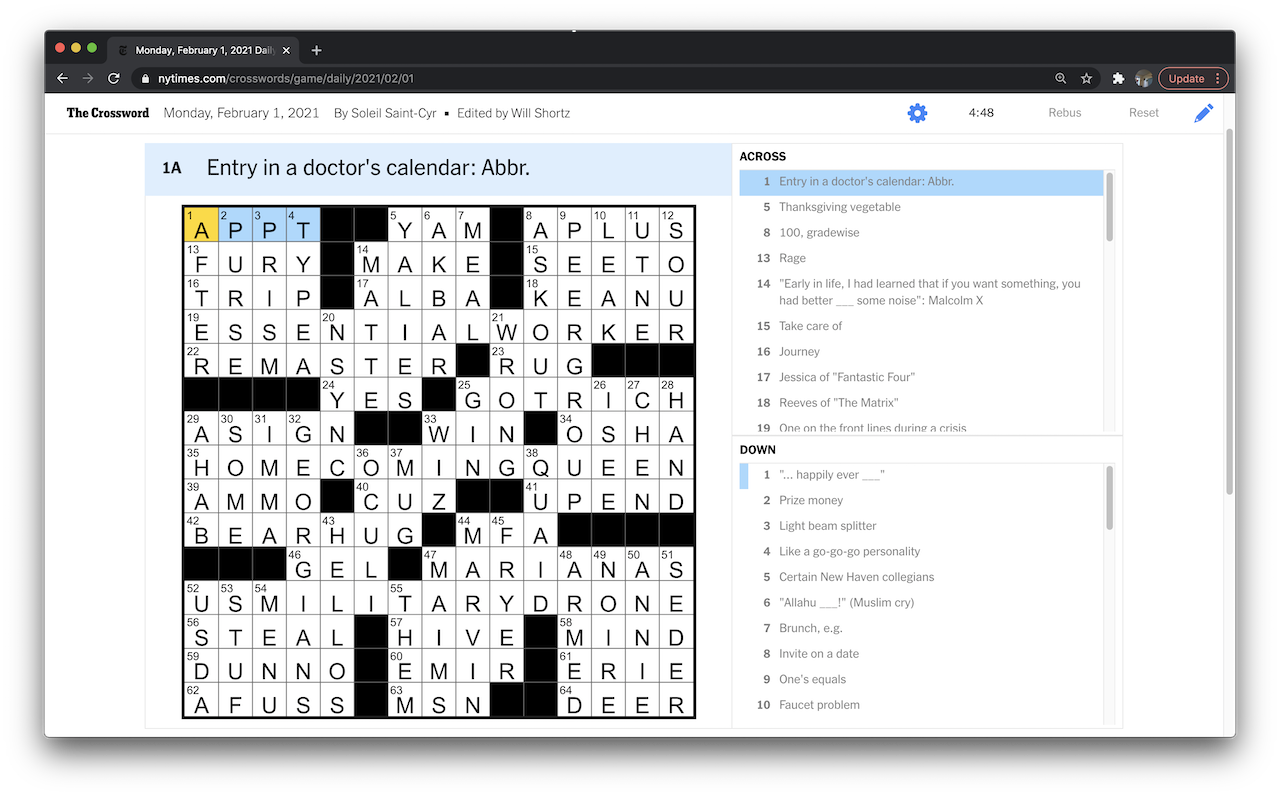 Monday, February 1, 2021 Dail
nytimes.com/crosswords/game/daily/2021/02/01
Update
The Crossword Monday, February 1, 2021 By Soleil Saint-Cyr ▪ Edited by Will Shortz 4:48 Rebus Reset
1A Entry in a doctor's calendar: Abbr.
1 2 3 4 5 6 7 8 9 10 11 12
A P P T Y A M A P L U S
13 14 15
F U R Y M A K E S E E T O
16 17 18
T R I P A L B A K E A N U
19 20 21
E S S E N T I A L W O R K E R
22 23
R E M A S T E R R U G
24 25 26 27 28
Y E S G O T R I C H
29 30 31 32 33 34
A S I G N W I N O S H A
35 36 37 38
H O M E C O M I N G Q U E E N
39 40 41
A M M O C U Z U P E N D
42 43 44 45
B E A R H U G M F A
46 47 48 49 50 51
G E L M A R I A N A S
52 53 54 55
U S M I L I T A R Y D R O N E
56 57 58
S T E A L H I V E M I N D
59 60 61
D U N N O E M I R E R I E
62 63 64
A F U S S M S N D E E R
ACROSS
1 Entry in a doctor's calendar: Abbr.
5 Thanksgiving vegetable
8 100, gradewise
13 Rage
14 "Early in life, I had learned that if you want something, you
had better ___ some noise": Malcolm X
15 Take care of
16 Journey
17 Jessica of "Fantastic Four"
18 Reeves of "The Matrix"
19 One on the front lines during a crisis
DOWN
1 "... happily ever ___"
2 Prize money
3 Light beam splitter
4 Like a go-go-go personality
5 Certain New Haven collegians
6 "Allahu ___!" (Muslim cry)
7 Brunch, e.g.
8 Invite on a date
9 One's equals
10 Faucet problem